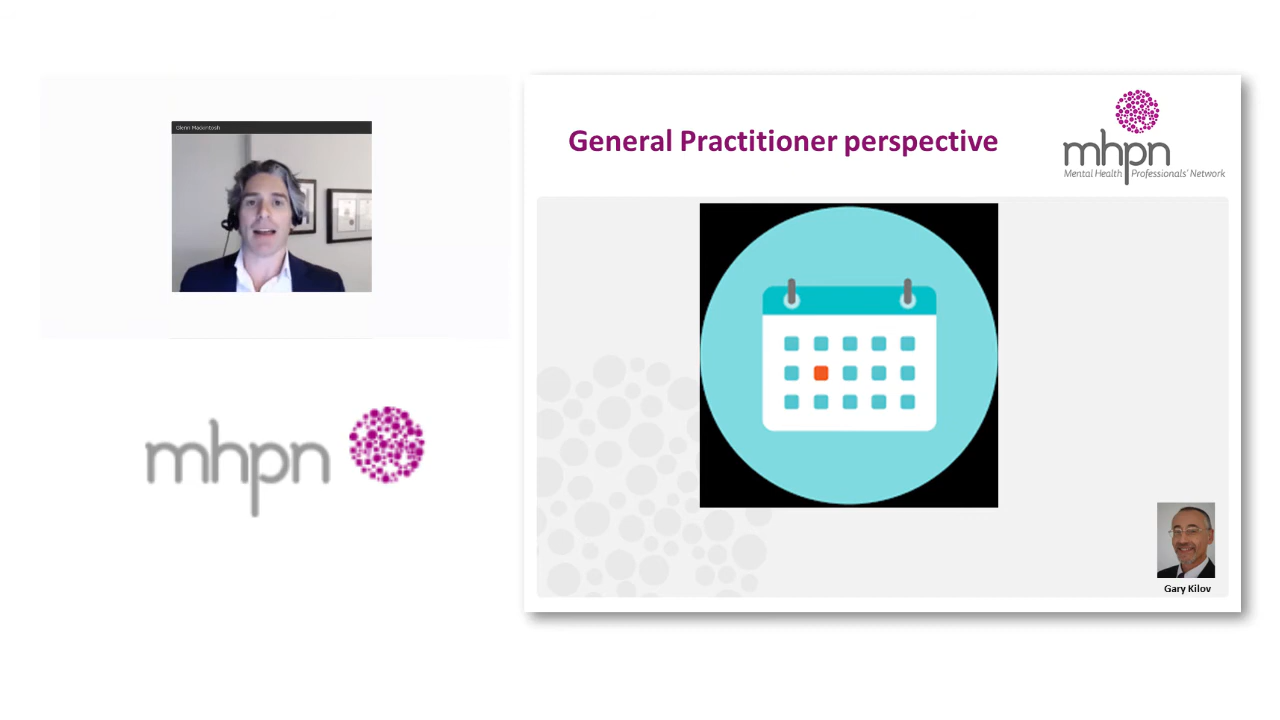 Glenn Mackintosh
General Practitioner perspective
mhpn
Mental Health Professionals' Network
mhpn
Gary Kilov